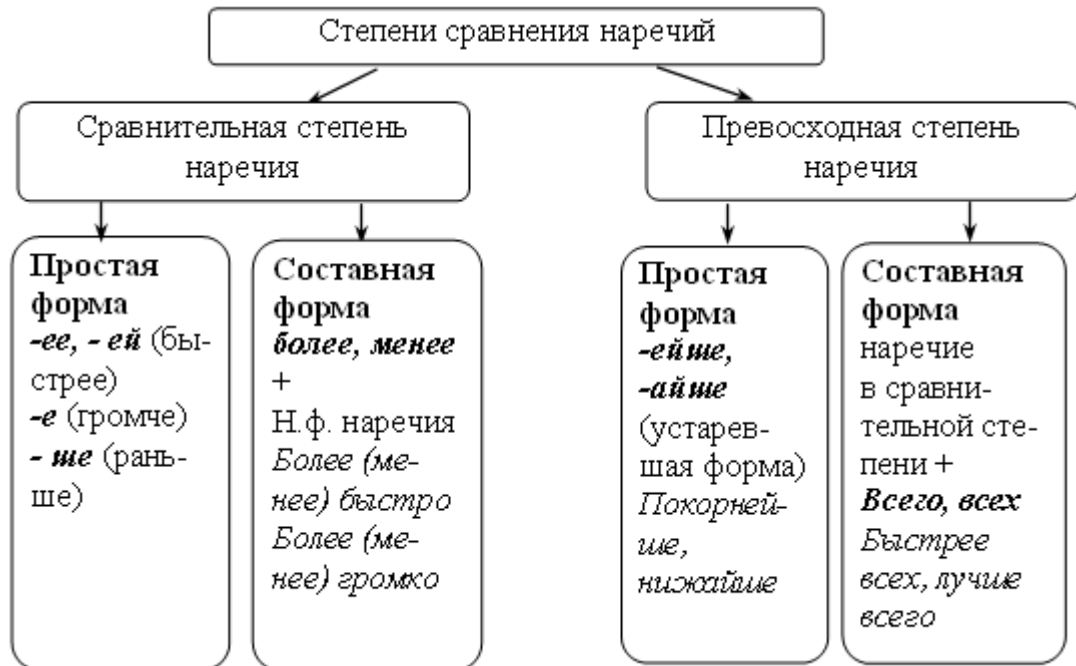 Степени сравнения наречий
Сравнительная степень
наречия
Превосходная степень
наречия
Простая
форма
-ее, - ей (бы-
стрее)
-е (громче)
- ше (рань-
ше)
Составная
форма
более, менее
+
Н.ф. наречия
Более (ме-
нее) быстро
Более (ме-
нее) громко
Простая
форма
-ейше,
-айше
(устарев-
шая форма)
Покорней-
ше,
нижайше
Составная
форма
наречие
в сравни-
тельной сте-
пени +
Всего, всех
Быстрее
всех, лучше
всего